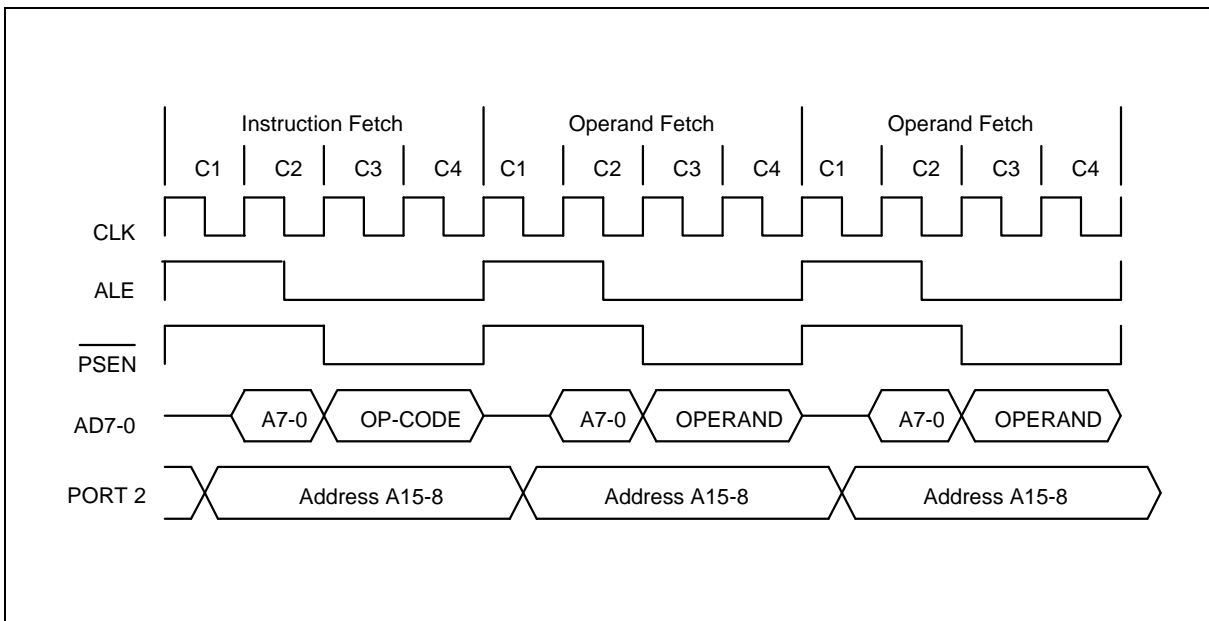 Instruction Fetch Operand Fetch Operand Fetch
C1 C2 C3 C4 C1 C2 C3 C4 C1 C2 C3 C4
CLK
ALE
PSEN
AD7-0 A7-0 OP-CODE A7-0 OPERAND A7-0 OPERAND
PORT 2 Address A15-8 Address A15-8 Address A15-8